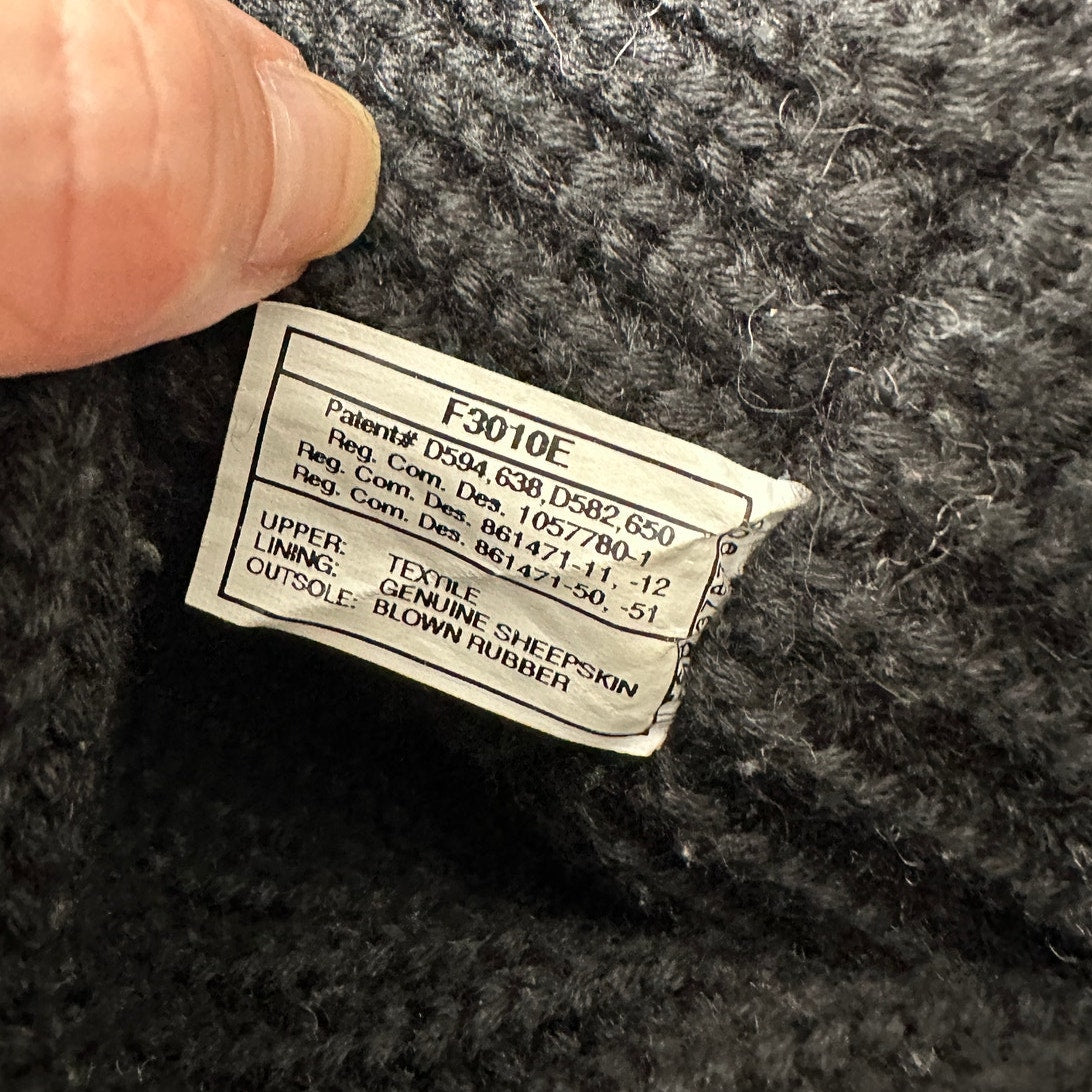 F3010E
Patent# D594,638, D582,650
Reg. Com. Des. 1057780-1
Reg. Com. Des. 861471-11, -12
Reg. Com. Des. 861471-50, -51
UPPER: TEXTILE
LINING: GENUINE SHEEPSKIN
OUTSOLE: BLOWN RUBBER